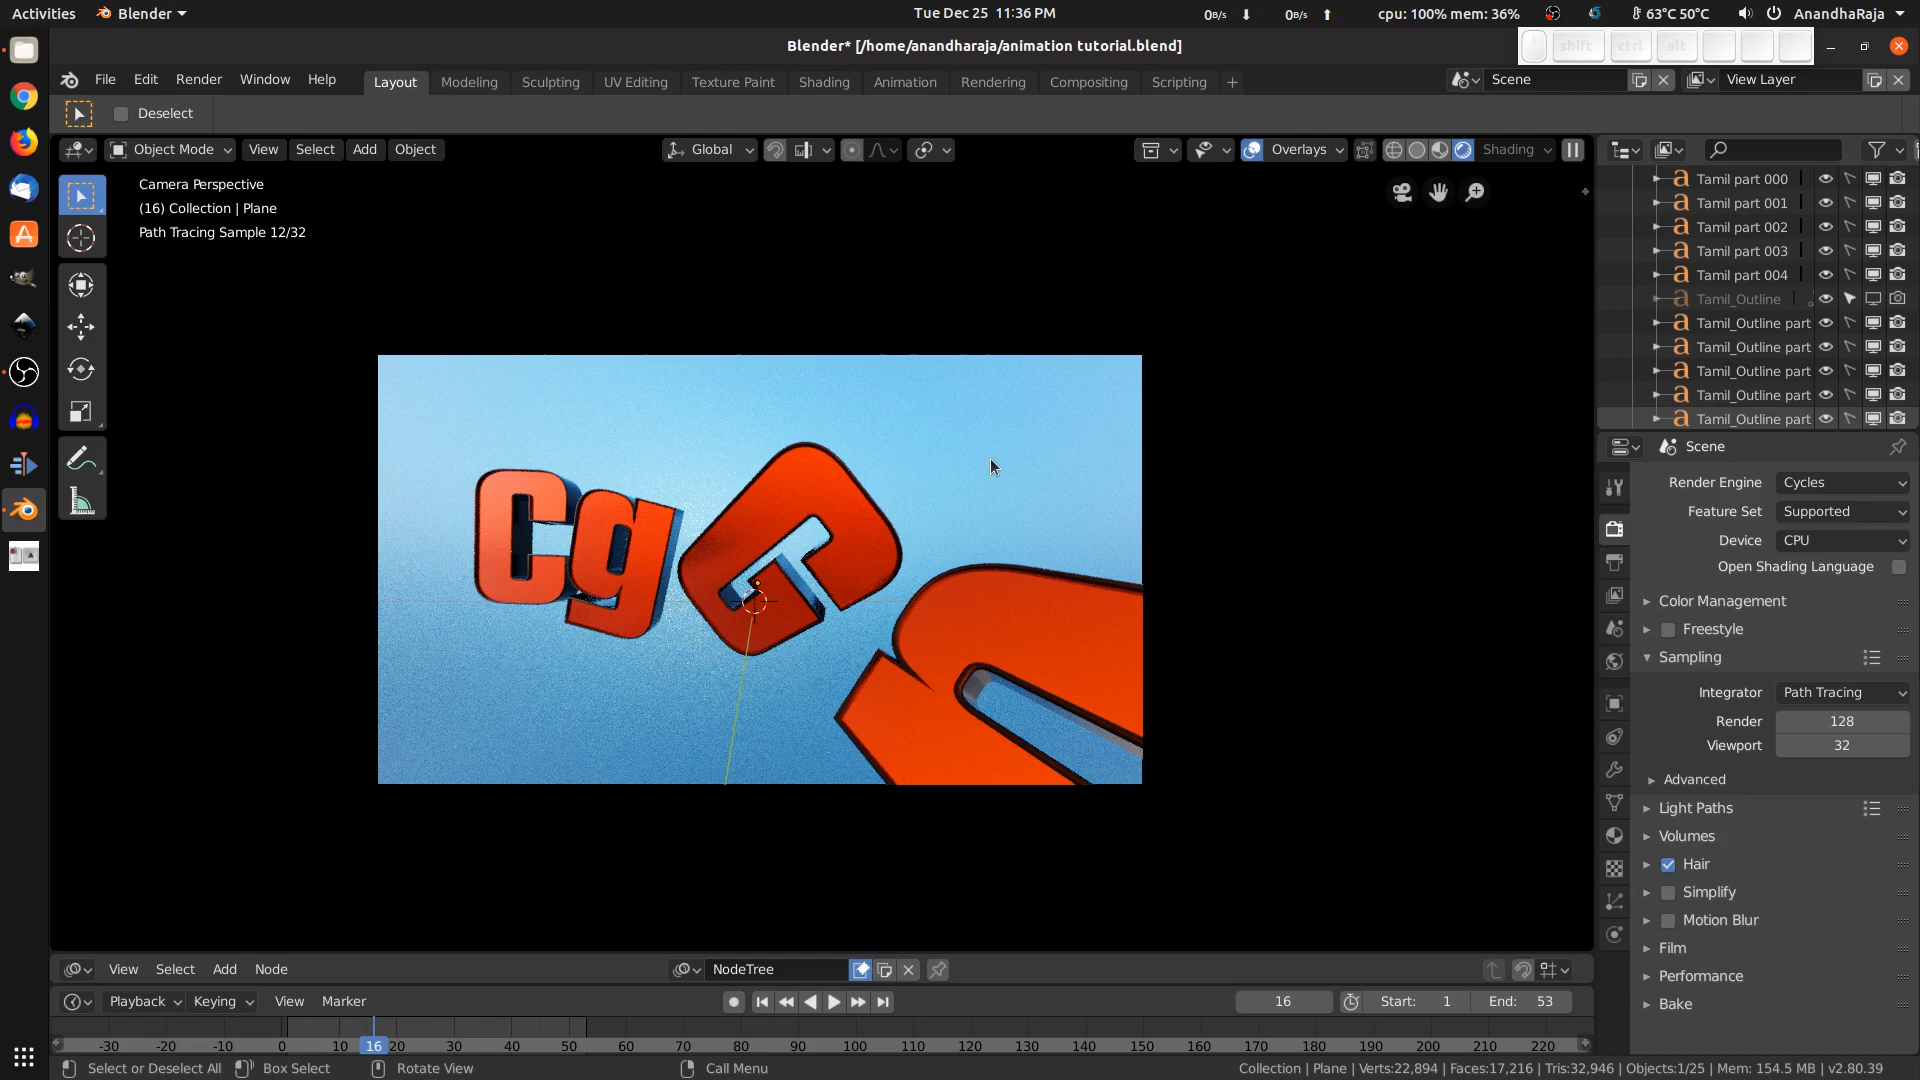 Activities Blender Tue Dec 25 11:36 PM 0B/s 0B/s cpu: 100% mem: 36% 63°C 50°C AnandhaRaja
Blender* [/home/anandharaja/animation tutorial.blend] shift ctrl alt
File Edit Render Window Help Layout Modeling Sculpting UV Editing Texture Paint Shading Animation Rendering Compositing Scripting + Scene View Layer
Deselect
Object Mode View Select Add Object Global Overlays Shading
Camera Perspective
(16) Collection | Plane
Path Tracing Sample 12/32
Cg G
Tamil part 000
Tamil part 001
Tamil part 002
Tamil part 003
Tamil part 004
Tamil_Outline
Tamil_Outline part
Tamil_Outline part
Tamil_Outline part
Tamil_Outline part
Tamil_Outline part
Scene
Render Engine Cycles
Feature Set Supported
Device CPU
Open Shading Language
Color Management
Freestyle
Sampling
Integrator Path Tracing
Render 128
Viewport 32
Advanced
Light Paths
Volumes
Hair
Simplify
Motion Blur
Film
Performance
Bake
View Select Add Node NodeTree
Playback Keying View Marker 16 Start: 1 End: 53
-30 -20 -10 0 10 16 20 30 40 50 60 70 80 90 100 110 120 130 140 150 160 170 180 190 200 210 220
Select or Deselect All Box Select Rotate View Call Menu Collection | Plane | Verts:22,894 | Faces:17,216 | Tris:32,946 | Objects:1/25 | Mem: 154.5 MB | v2.80.39